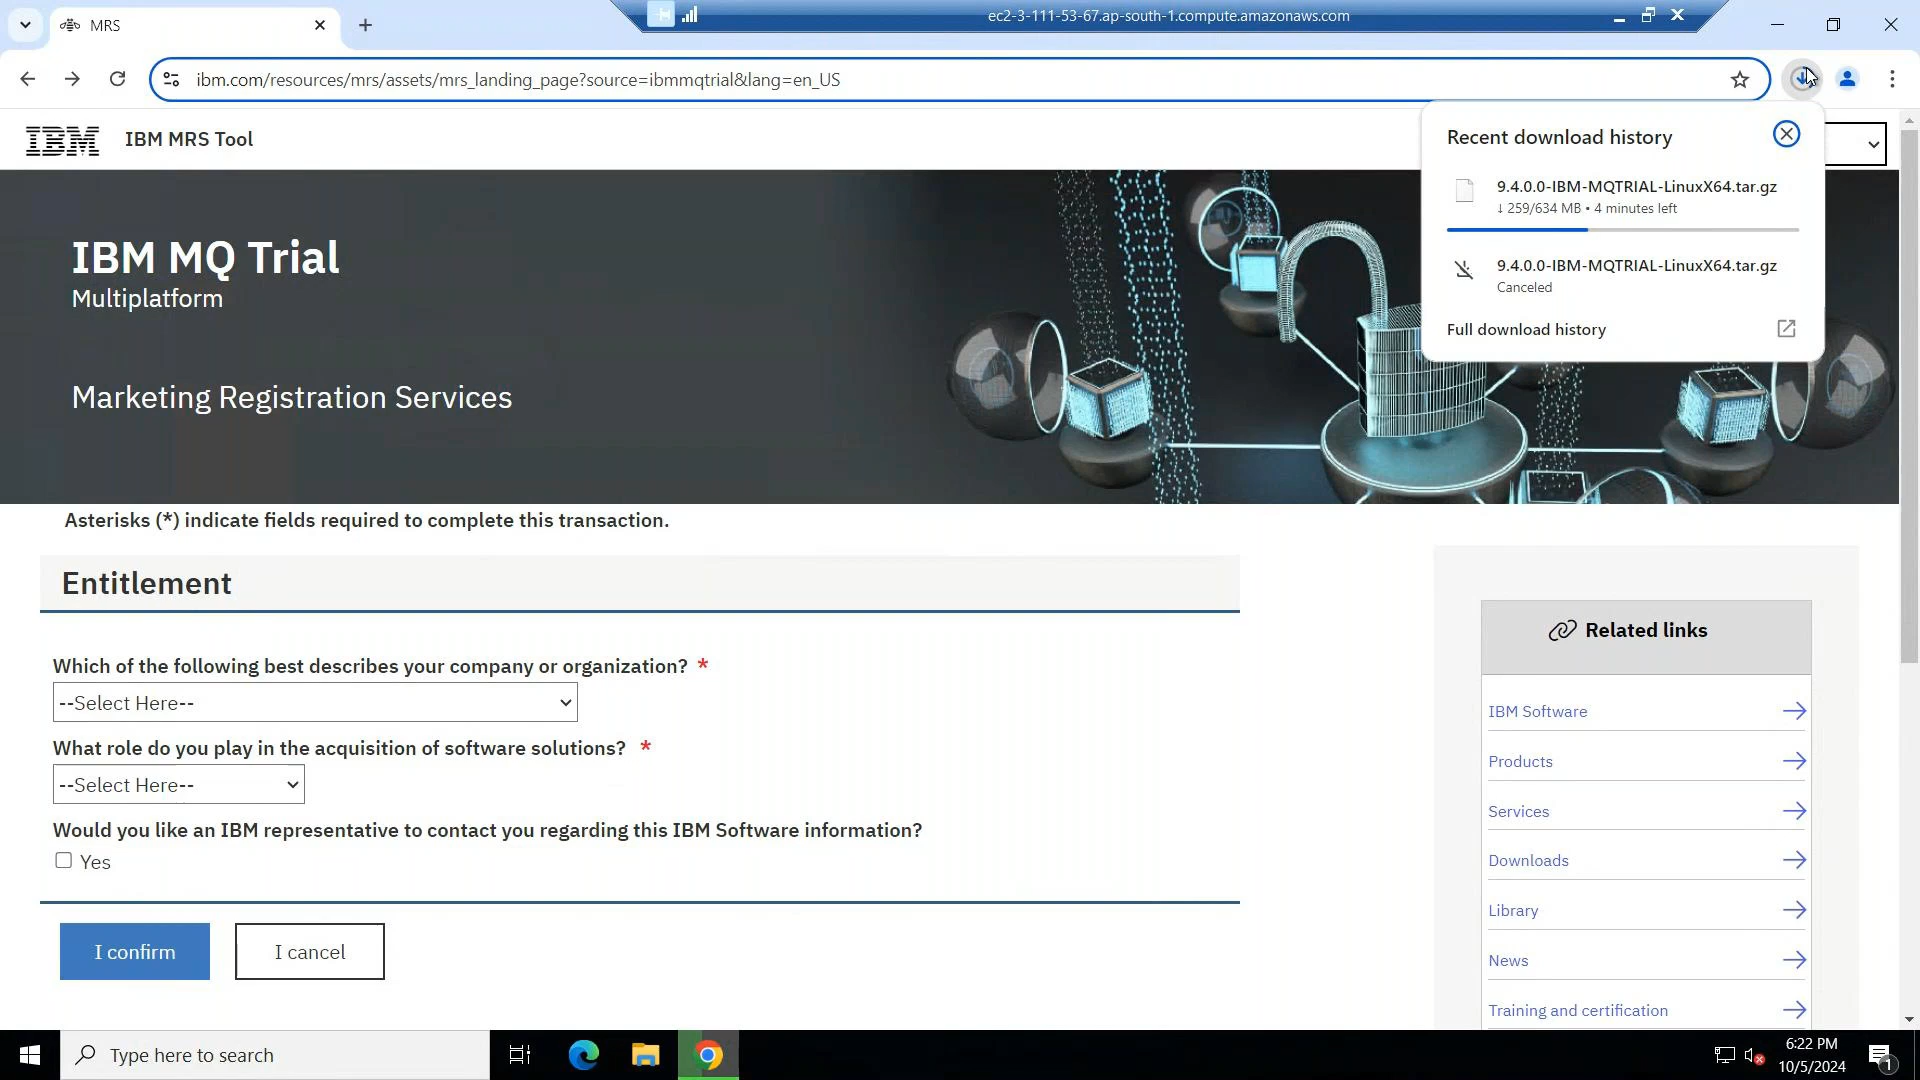 MRS
ec2-3-111-53-67.ap-south-1.compute.amazonaws.com
ibm.com/resources/mrs/assets/mrs_landing_page?source=ibmmqtrial&lang=en_US
IBM
IBM MRS Tool
Recent download history
9.4.0.0-IBM-MQTRIAL-LinuxX64.tar.gz
↓ 259/634 MB • 4 minutes left
9.4.0.0-IBM-MQTRIAL-LinuxX64.tar.gz
Canceled
Full download history
IBM MQ Trial
Multiplatform
Marketing Registration Services
Asterisks (*) indicate fields required to complete this transaction.
Entitlement
Which of the following best describes your company or organization? *
--Select Here--
What role do you play in the acquisition of software solutions? *
--Select Here--
Would you like an IBM representative to contact you regarding this IBM Software information?
Yes
I confirm
I cancel
Related links
IBM Software
Products
Services
Downloads
Library
News
Training and certification
Type here to search
6:22 PM
10/5/2024
1